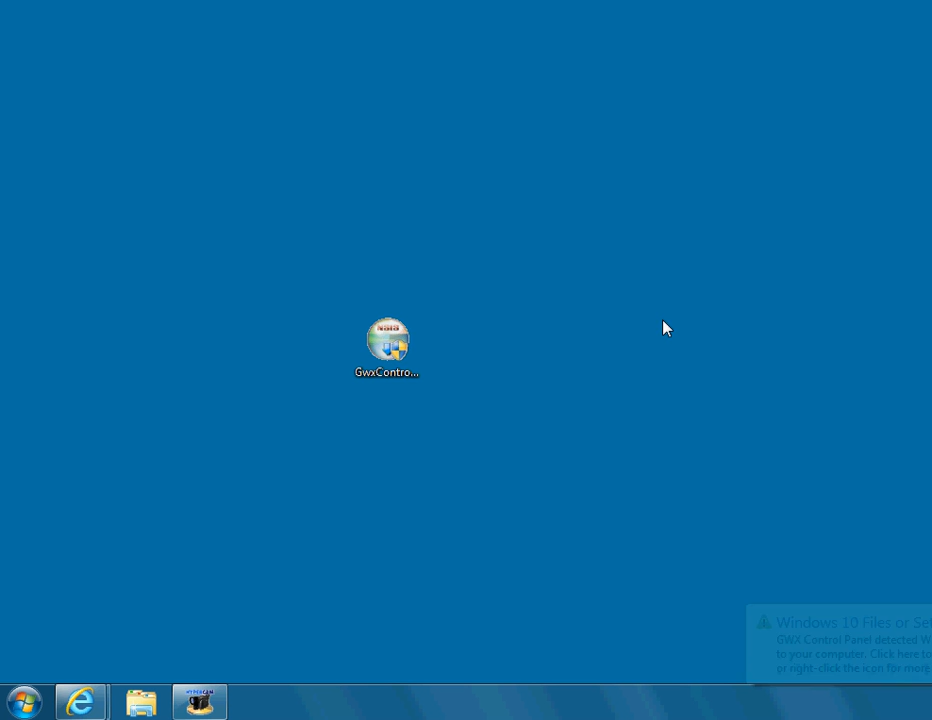 GwxContro...
Windows 10 Files or
GWX Control Panel detected
to your computer. Click here to
or right-click the icon for more
HYPERCAM